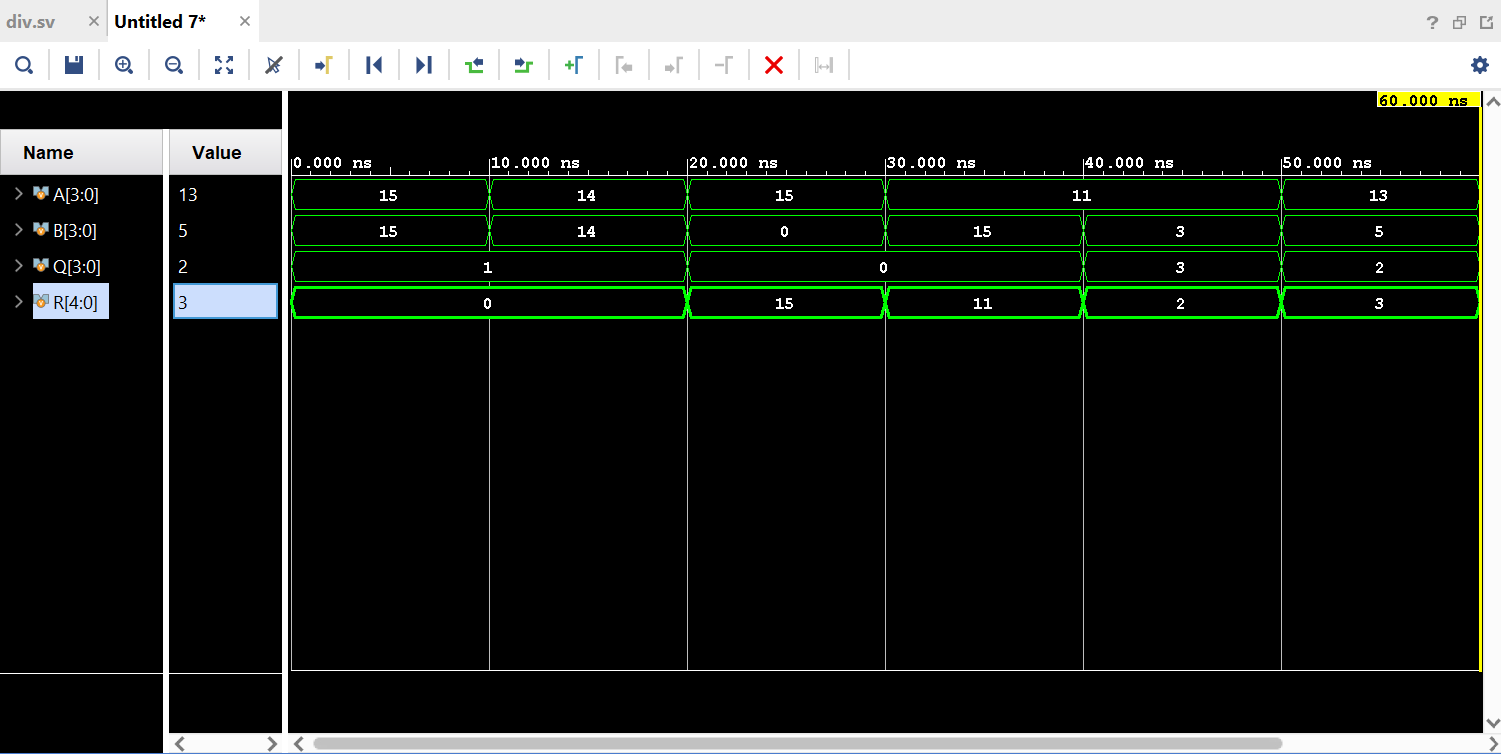 div.sv × Untitled 7* × ?
60.000 ns
Name Value 0.000 ns 10.000 ns 20.000 ns 30.000 ns 40.000 ns 50.000 ns
A[3:0] 13 15 14 15 11 13
B[3:0] 5 15 14 0 15 3 5
Q[3:0] 2 1 0 3 2
R[4:0] 3 0 15 11 2 3